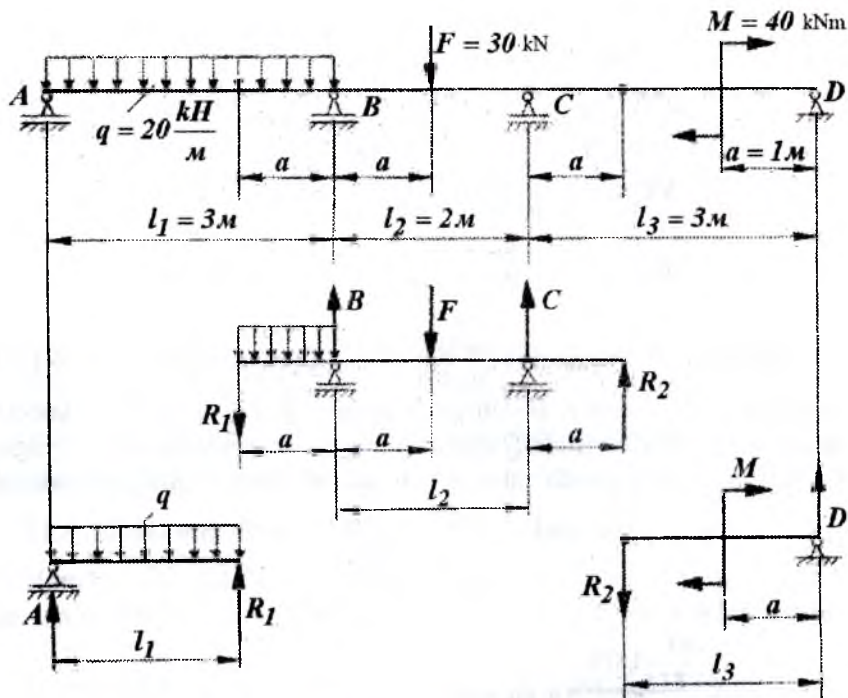 M = 40 kNm
F = 30 kN
A
B
C
D
q = 20 kH/м
a
a
a
a = 1м
l₁ = 3м
l₂ = 2м
l₃ = 3м
B
F
C
R₁
R₂
a
a
a
l₂
q
M
D
A
R₁
R₂
a
l₁
l₃